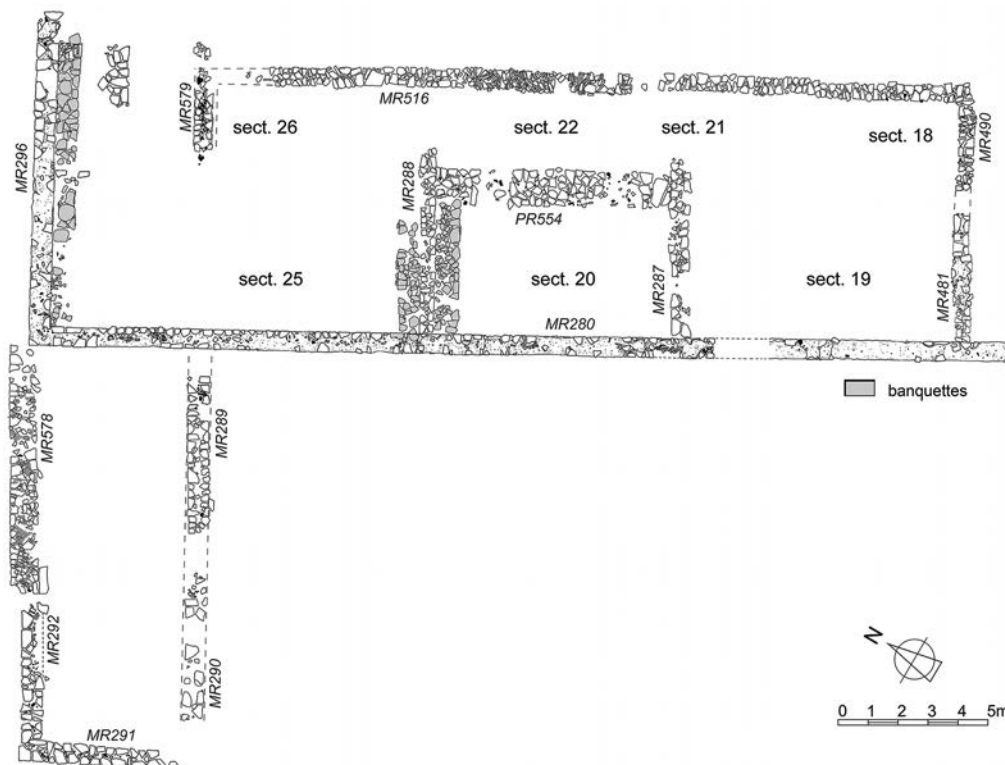 MR579
MR516
sect. 26
sect. 22
sect. 21
sect. 18
MR490
MR296
MR288
PR554
sect. 25
sect. 20
MR287
sect. 19
MR481
MR280
banquettes
MR578
MR289
MR292
MR290
MR291
N
0 1 2 3 4 5m